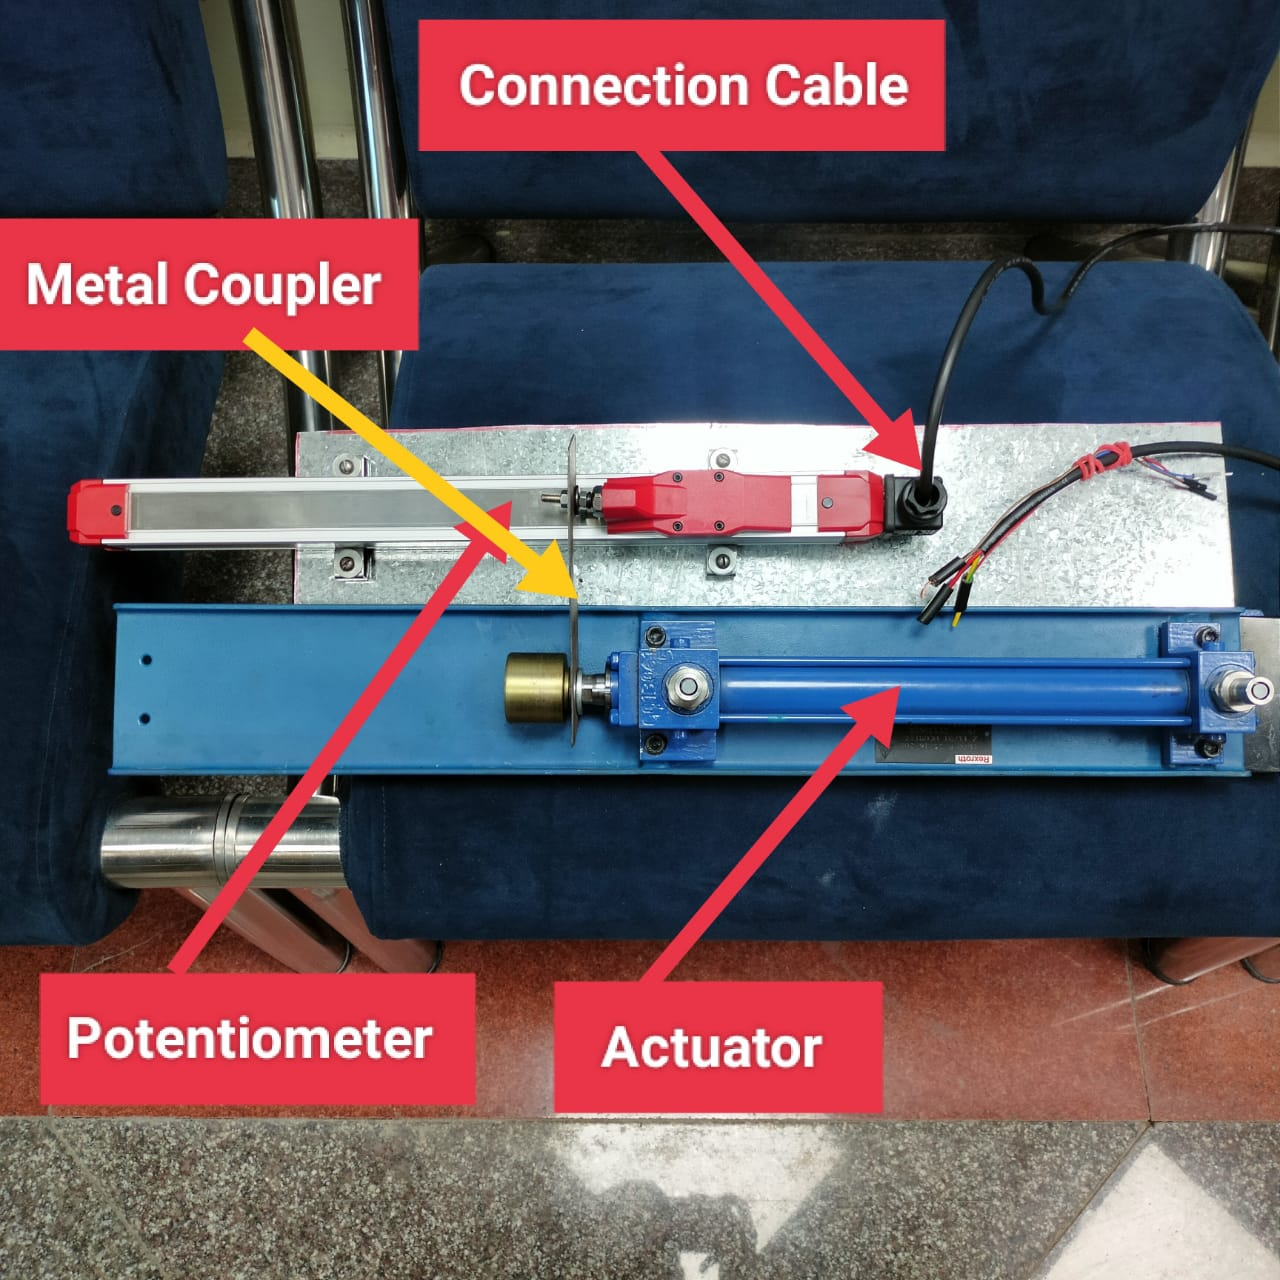 Connection Cable
Metal Coupler
Rexroth
Potentiometer
Actuator